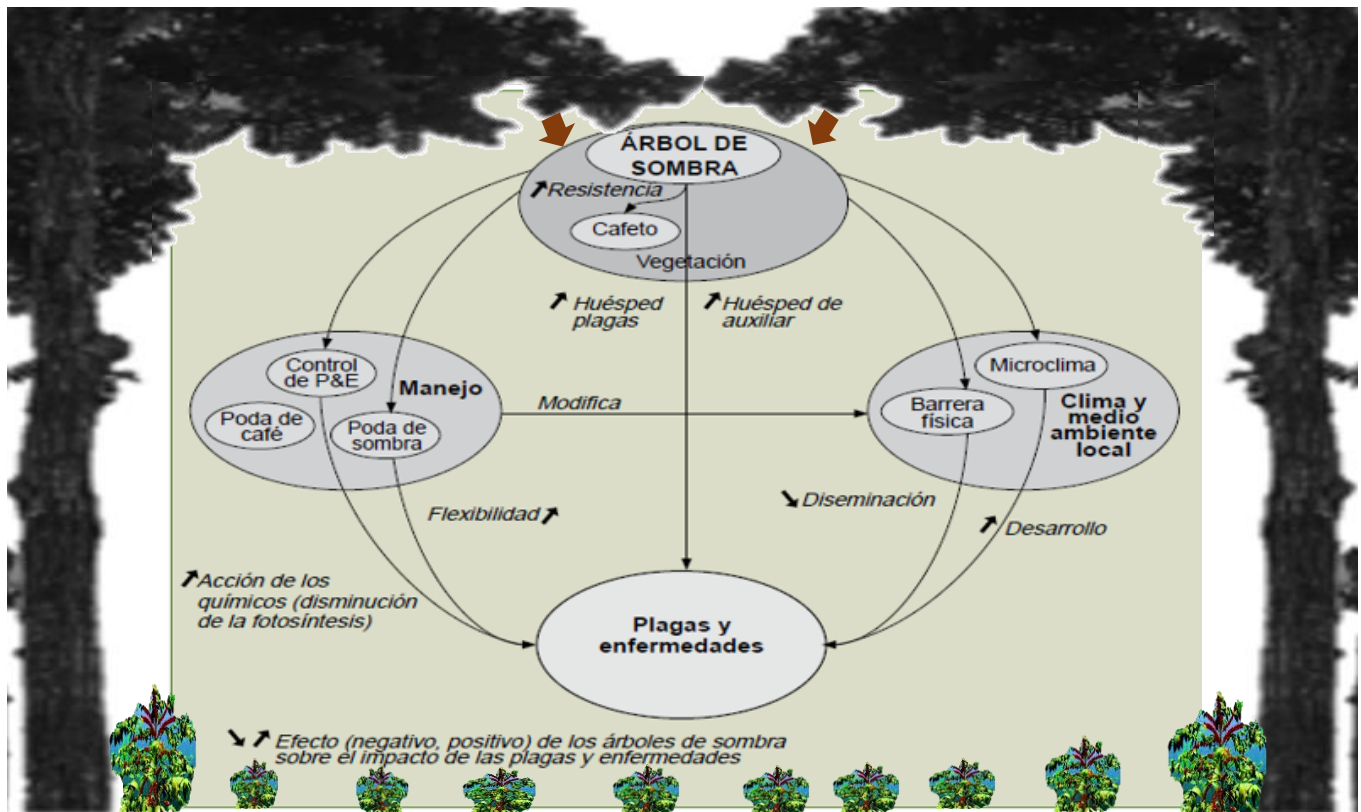 ÁRBOL DE
SOMBRA
Resistencia
Cafeto
Vegetación
Huésped
plagas
Huésped de
auxiliar
Control
de P&E
Manejo
Poda de
café
Poda de
sombra
Modifica
Microclima
Barrera
física
Clima y
medio
ambiente
local
Flexibilidad
Diseminación
Desarrollo
Acción de los
químicos (disminución
de la fotosíntesis)
Plagas y
enfermedades
Efecto (negativo, positivo) de los árboles de sombra
sobre el impacto de las plagas y enfermedades